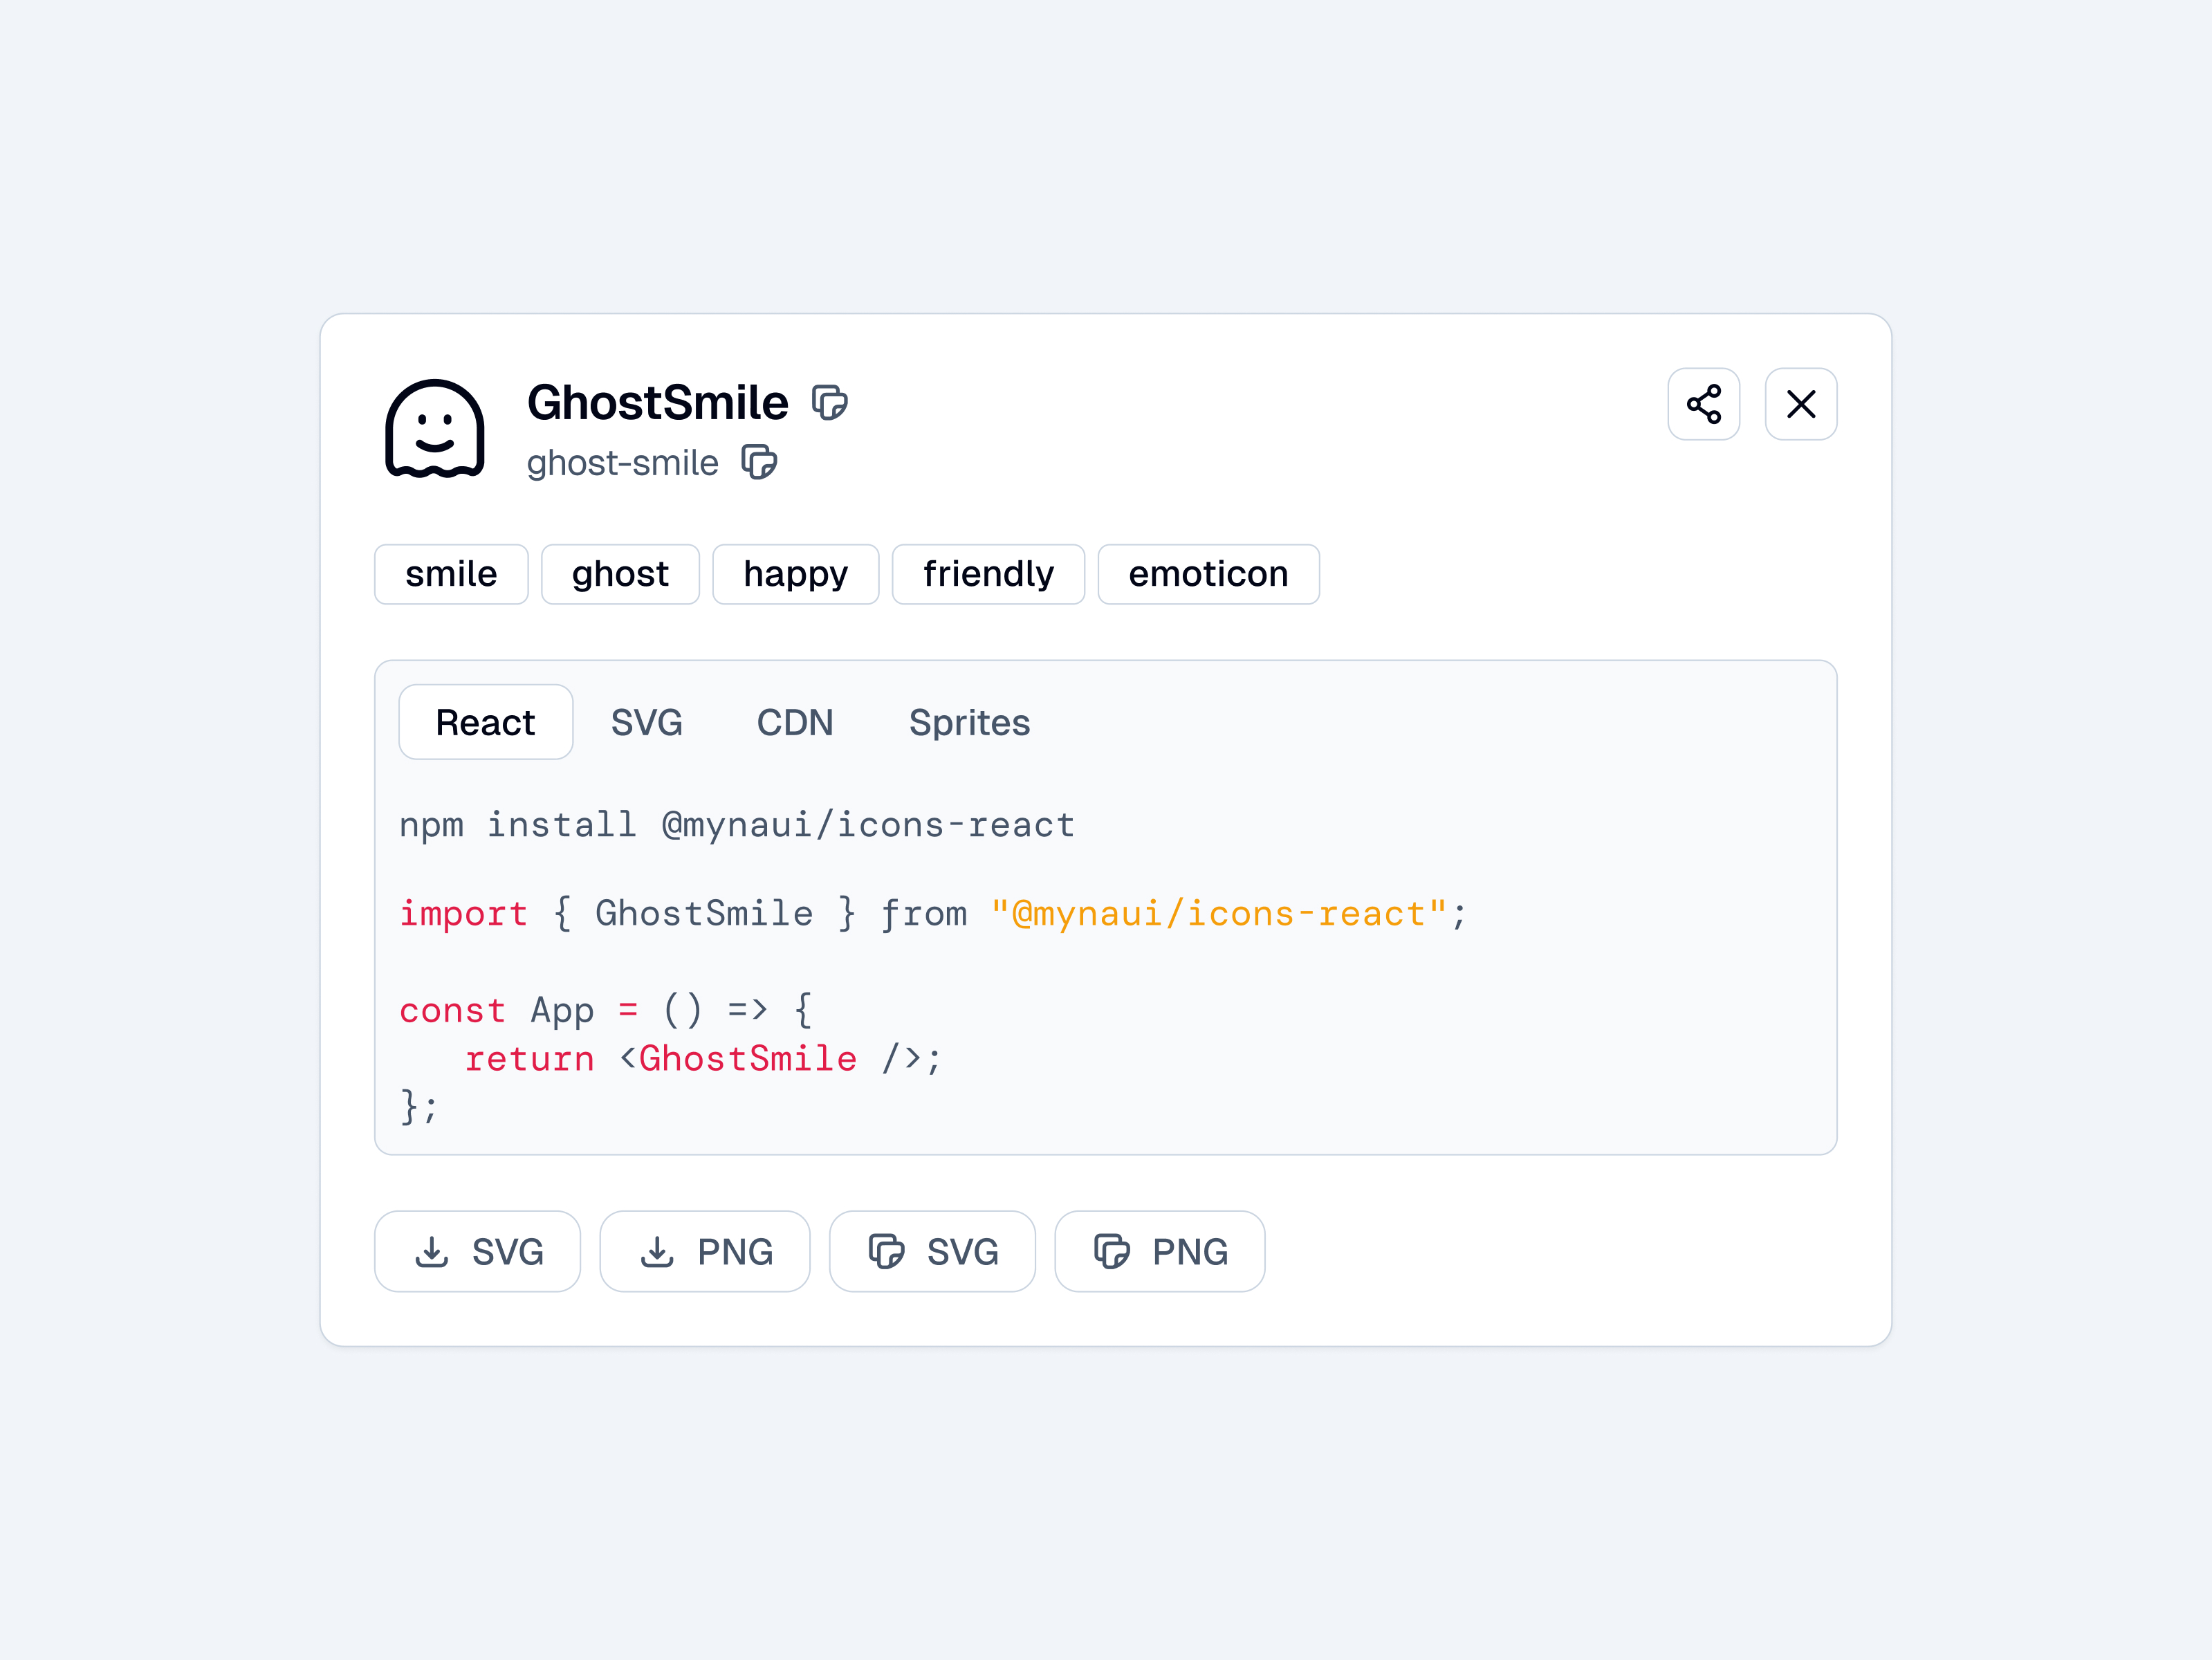 GhostSmile
ghost-smile
smile ghost happy friendly emoticon
React SVG CDN Sprites
npm install @mynaui/icons-react
import { GhostSmile } from "@mynaui/icons-react";
const App = () => {
   return <GhostSmile />;
};
SVG PNG SVG PNG